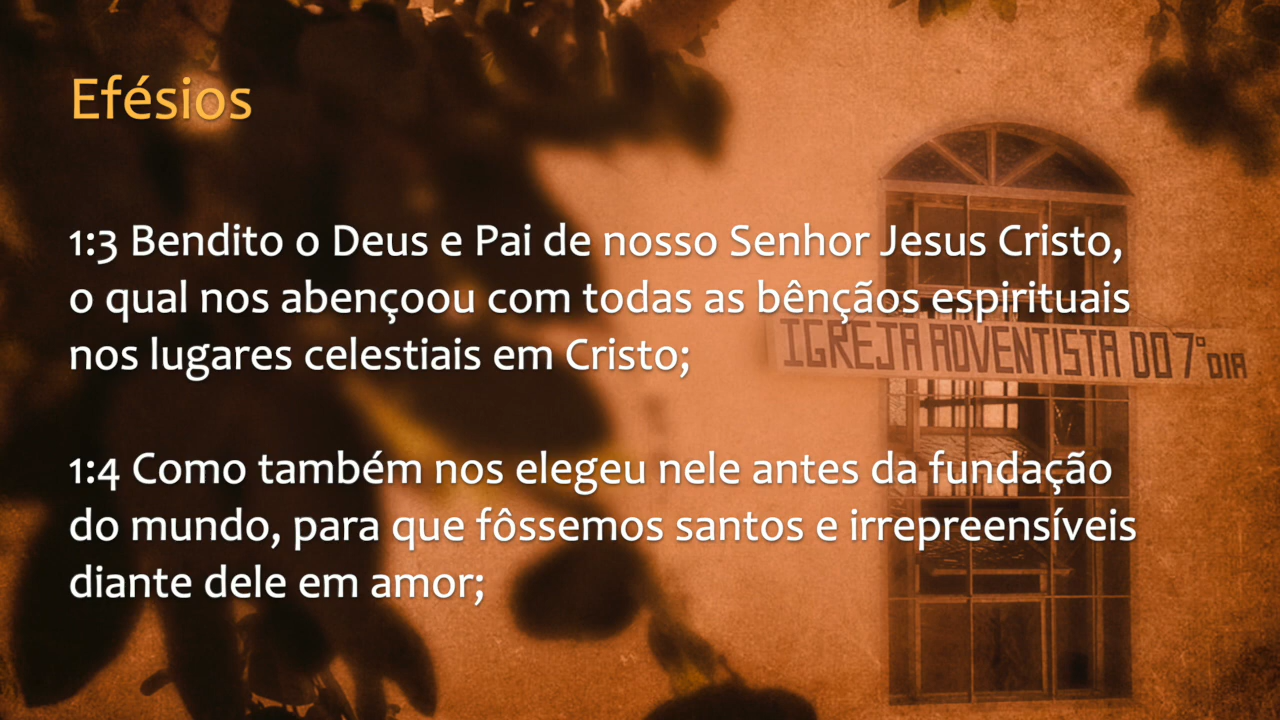 Efésios
1:3 Bendito o Deus e Pai de nosso Senhor Jesus Cristo,
o qual nos abençoou com todas as bênçãos espirituais
nos lugares celestiais em Cristo;
IGREJA ADVENTISTA DO 7° DIA
1:4 Como também nos elegeu nele antes da fundação
do mundo, para que fôssemos santos e irrepreensíveis
diante dele em amor;